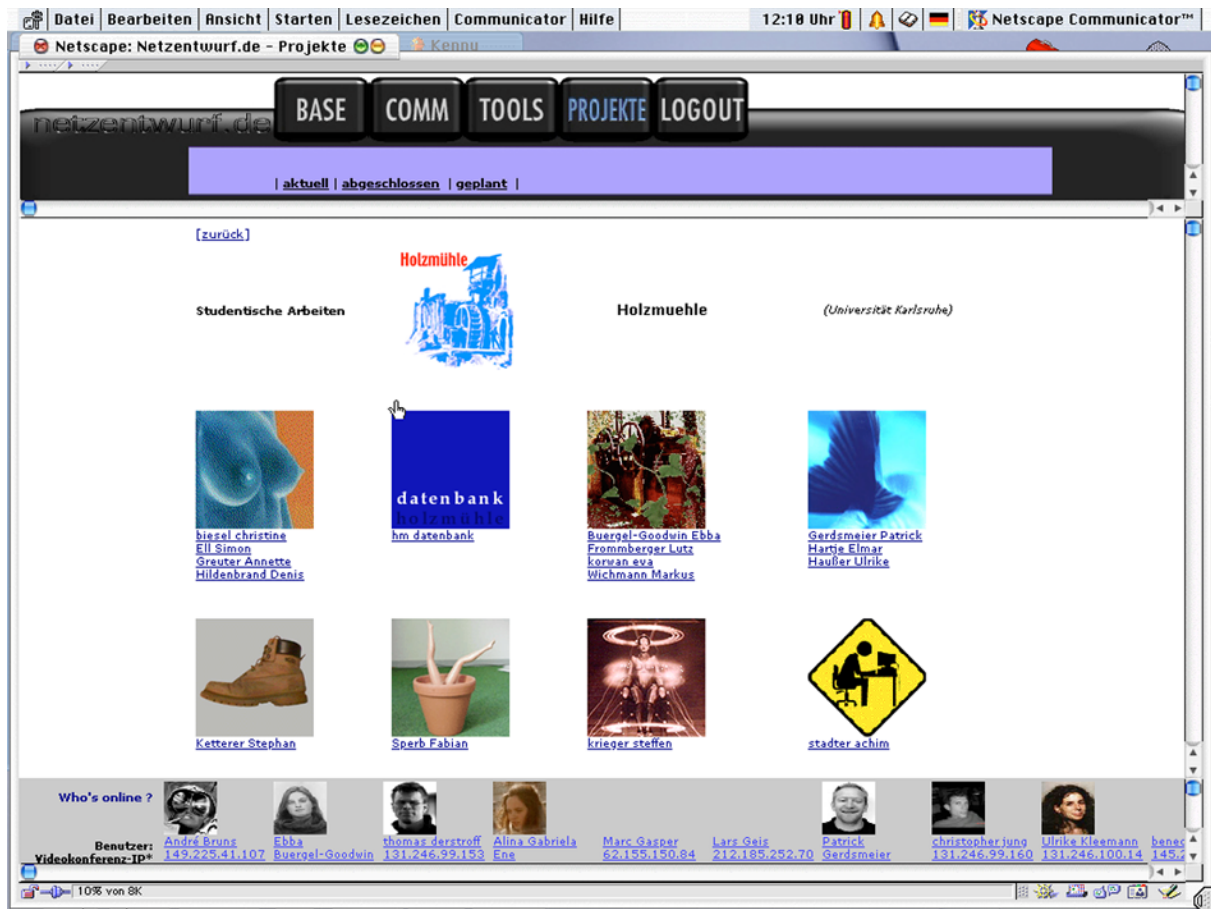 Datei Bearbeiten Ansicht Starten Lesezeichen Communicator Hilfe 12:10 Uhr Netscape Communicator™
Netscape: Netzentwurf.de - Projekte Kennu
netzentwurf.de BASE COMM TOOLS PROJEKTE LOGOUT
| aktuell | abgeschlossen | geplant |
[zurück]
Holzmühle
Studentische Arbeiten Holzmuehle (Universität Karlsruhe)
datenbank
holzmühle
biesel christine
Ell Simon
Greuter Annette
Hildenbrand Denis
hm datenbank
Buergel-Goodwin Ebba
Frommberger Lutz
korwan eva
Wichmann Markus
Gerdsmeier Patrick
Hartje Elmar
Haußer Ulrike
Ketterer Stephan
Sperb Fabian
krieger steffen
stadter achim
Who's online ?
Benutzer: André Bruns Ebba thomas derstroff Alina Gabriela Marc Gasper Lars Geis Patrick christopher jung Ulrike Kleemann benec
Videokonferenz-IP* 149.225.41.107 Buergel-Goodwin 131.246.99.153 Ene 62.155.150.84 212.185.252.70 Gerdsmeier 131.246.99.160 131.246.100.14 145.2
10% von 8K